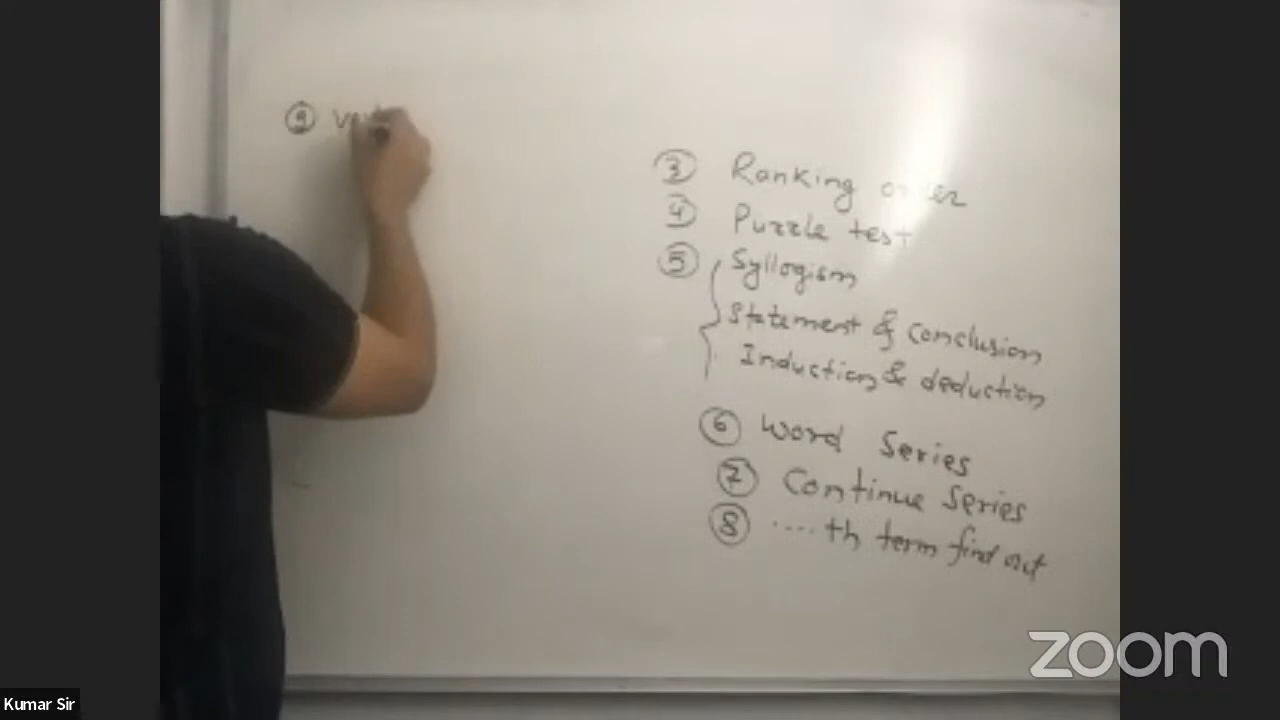 ⑨
③ Ranking order
④ Puzzle test
⑤ Syllogism
Statement & conclusion
Induction & deduction
⑥ Word Series
⑦ Continue Series
⑧ .....th term find out
zoom
Kumar Sir